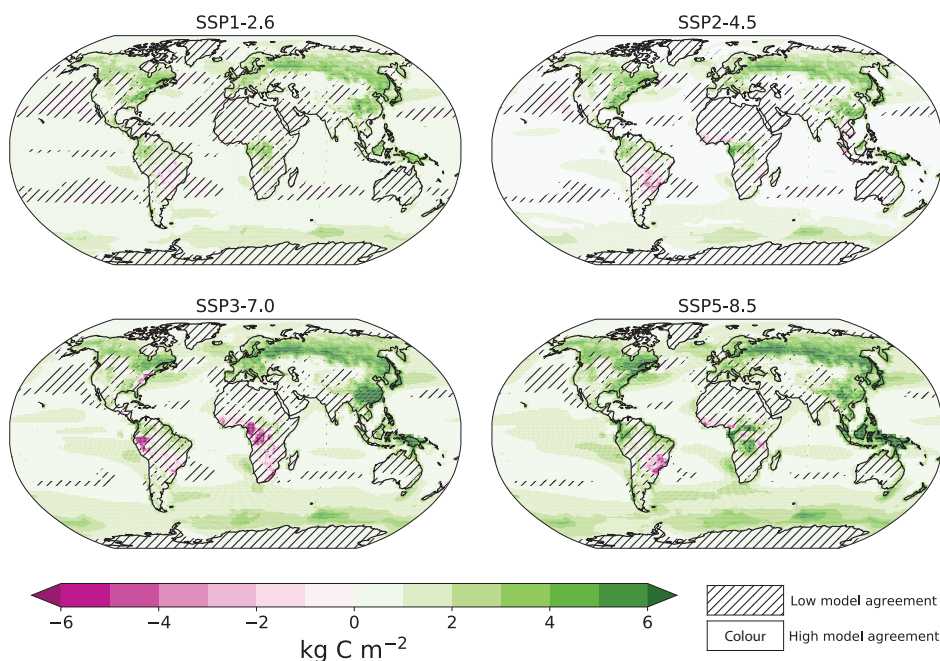 SSP1-2.6 SSP2-4.5
SSP3-7.0 SSP5-8.5
−6 −4 −2 0 2 4 6
kg C m−2
Low model agreement
Colour High model agreement